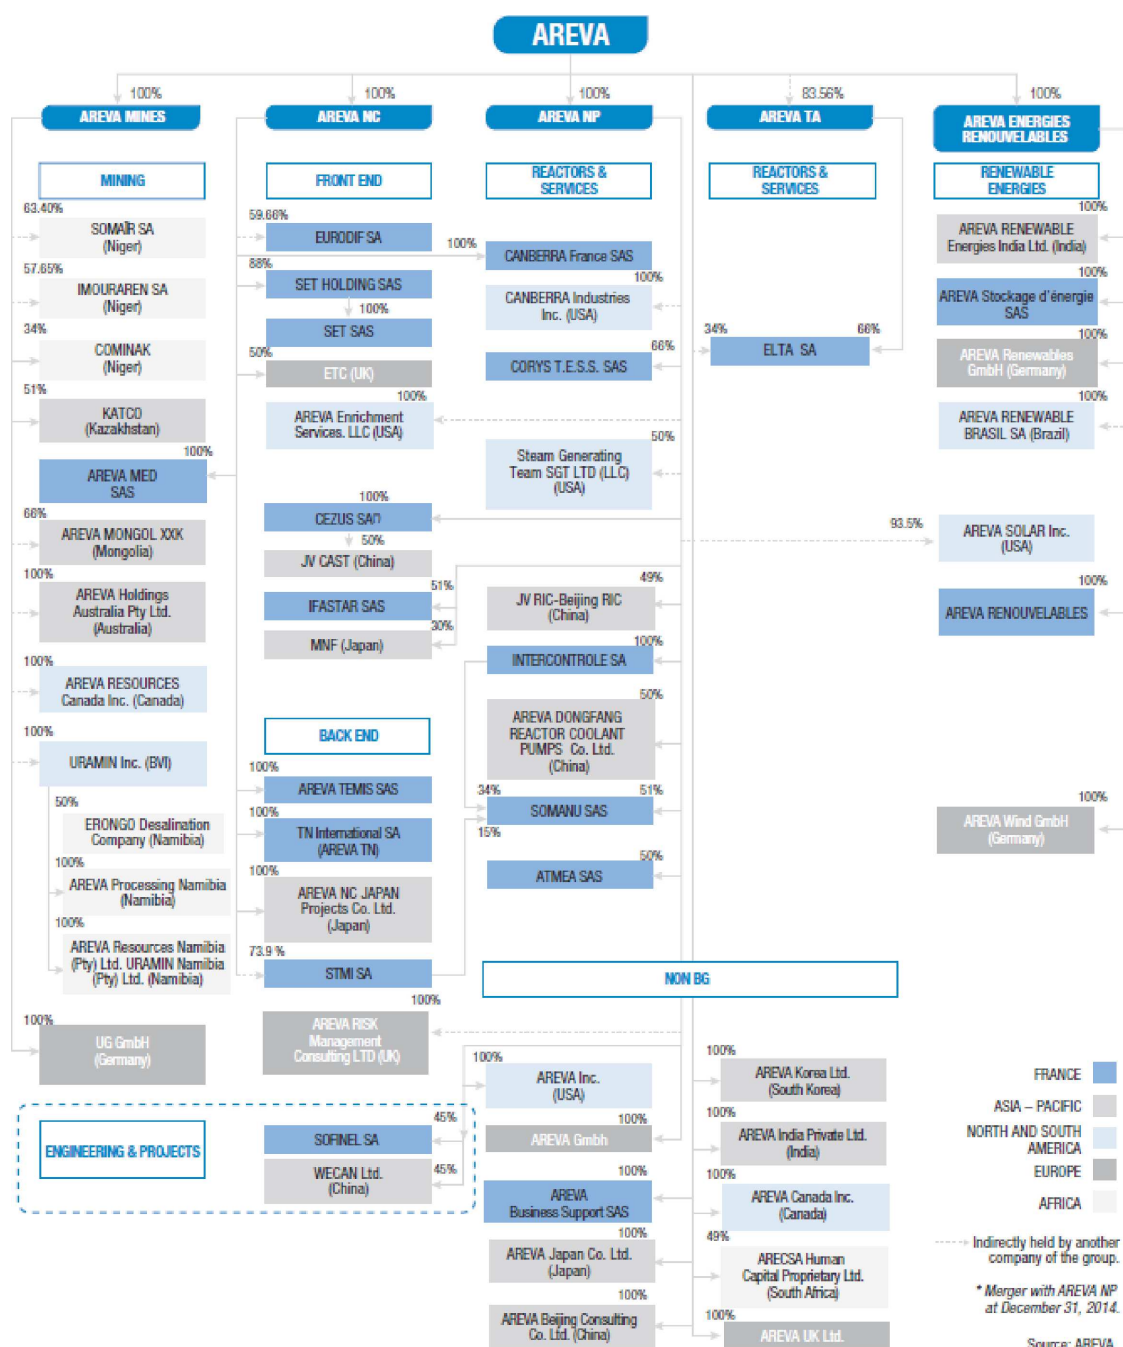 AREVA
100%
100%
100%
83.56%
100%
AREVA MINES
AREVA NC
AREVA NP
AREVA TA
AREVA ENERGIES
RENOUVELABLES
MINING
63.40%
SOMAÏR SA
(Niger)
57.65%
IMOURAREN SA
(Niger)
34%
COMINAK
(Niger)
51%
KATCO
(Kazakhstan)
100%
AREVA MED
SAS
66%
AREVA MONGOL XXK
(Mongolia)
100%
AREVA Holdings
Australia Pty Ltd.
(Australia)
100%
AREVA RESOURCES
Canada Inc. (Canada)
100%
URAMIN Inc. (BVI)
50%
ERONGO Desalination
Company (Namibia)
100%
AREVA Processing Namibia
(Namibia)
100%
AREVA Resources Namibia
(Pty) Ltd. URAMIN Namibia
(Pty) Ltd. (Namibia)
100%
UG GmbH
(Germany)
ENGINEERING & PROJECTS
FRONT END
59.66%
EURODIF SA
88%
SET HOLDING SAS
100%
SET SAS
50%
ETC (UK)
100%
AREVA Enrichment
Services. LLC (USA)
100%
CEZUS SA
50%
JV CAST (China)
51%
IFASTAR SAS
30%
MNF (Japan)
BACK END
100%
AREVA TEMIS SAS
100%
TN International SA
(AREVA TN)
100%
AREVA NC JAPAN
Projects Co. Ltd.
(Japan)
73.9 %
STMI SA
100%
AREVA RISK
Management
Consulting LTD (UK)
45%
SOFINEL SA
WECAN Ltd.
(China)
45%
REACTORS &
SERVICES
100%
CANBERRA France SAS
100%
CANBERRA Industries
Inc. (USA)
66%
CORYS T.E.S.S. SAS
50%
Steam Generating
Team SGT LTD (LLC)
(USA)
49%
JV RIC-Beijing RIC
(China)
100%
INTERCONTROLE SA
50%
AREVA DONGFANG
REACTOR COOLANT
PUMPS Co. Ltd.
(China)
34%
51%
SOMANU SAS
15%
50%
ATMEA SAS
REACTORS &
SERVICES
34%
66%
ELTA SA
NON BG
100%
AREVA Inc.
(USA)
100%
AREVA Gmbh
100%
AREVA
Business Support SAS
100%
AREVA Japan Co. Ltd.
(Japan)
100%
AREVA Beijing Consulting
Co. Ltd. (China)
100%
AREVA Korea Ltd.
(South Korea)
100%
AREVA India Private Ltd.
(India)
100%
AREVA Canada Inc.
(Canada)
49%
ARECSA Human
Capital Proprietary Ltd.
(South Africa)
100%
AREVA UK Ltd.
RENEWABLE
ENERGIES
100%
AREVA RENEWABLE
Energies India Ltd. (India)
100%
AREVA Stockage d'énergie
SAS
100%
AREVA Renewables
GmbH (Germany)
100%
AREVA RENEWABLE
BRASIL SA (Brazil)
93.5%
AREVA SOLAR Inc.
(USA)
100%
AREVA RENOUVELABLES
100%
AREVA Wind GmbH
(Germany)
FRANCE
ASIA – PACIFIC
NORTH AND SOUTH
AMERICA
EUROPE
AFRICA
Indirectly held by another
company of the group.
* Merger with AREVA NP
at December 31, 2014.
Source: AREVA.